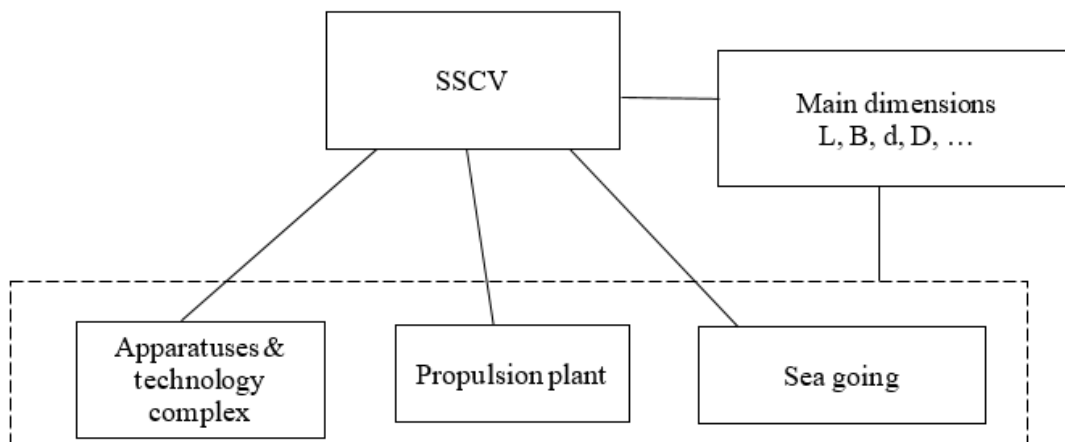 SSCV
Main dimensions
L, B, d, D, …
Apparatuses &
technology
complex
Propulsion plant
Sea going